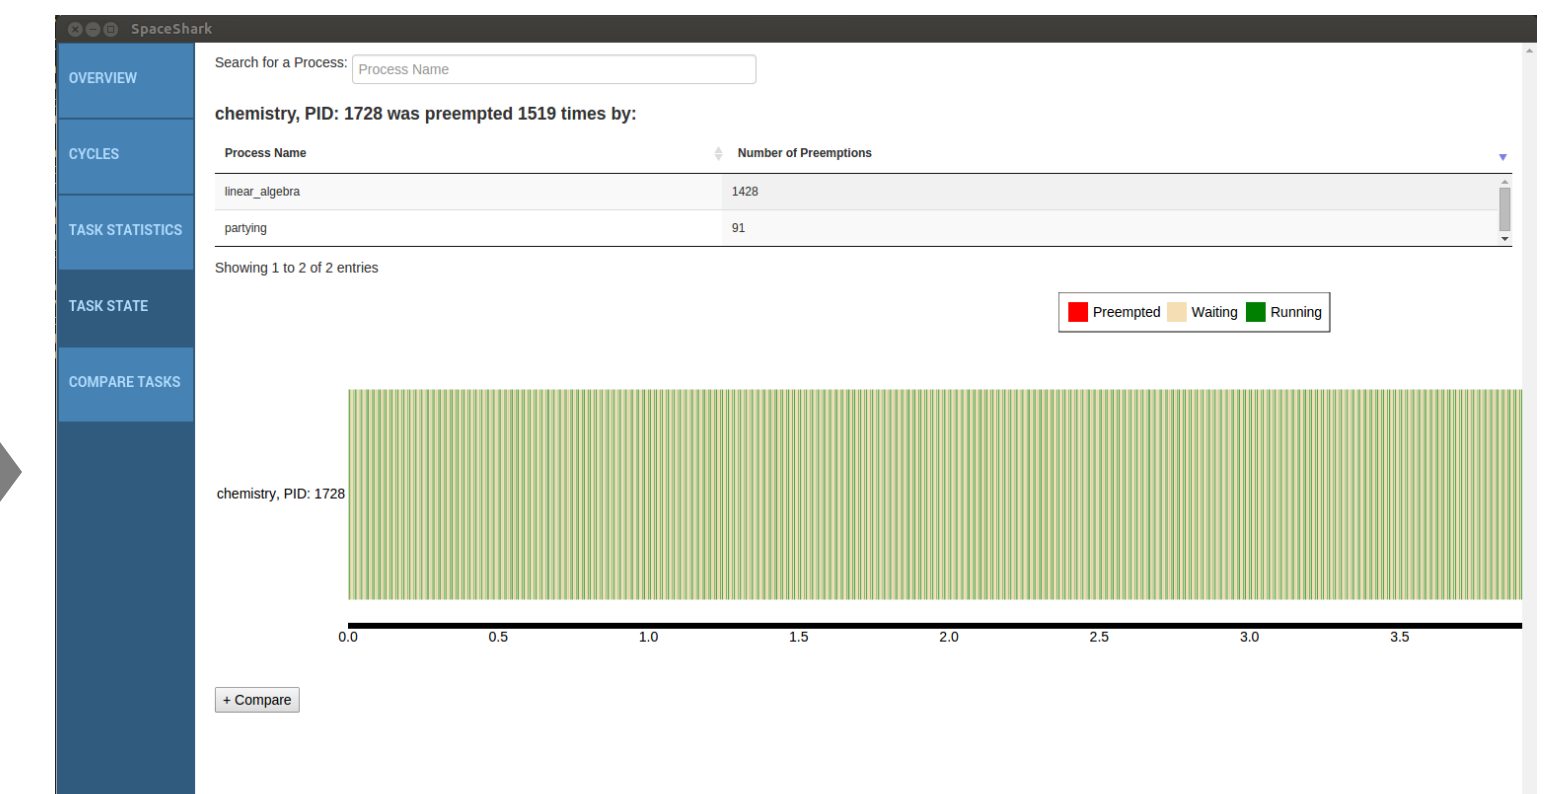 SpaceShark
OVERVIEW
CYCLES
TASK STATISTICS
TASK STATE
COMPARE TASKS
Search for a Process: Process Name
chemistry, PID: 1728 was preempted 1519 times by:
Process Name Number of Preemptions
linear_algebra 1428
partying 91
Showing 1 to 2 of 2 entries
Preempted Waiting Running
chemistry, PID: 1728
0.0 0.5 1.0 1.5 2.0 2.5 3.0 3.5
+ Compare